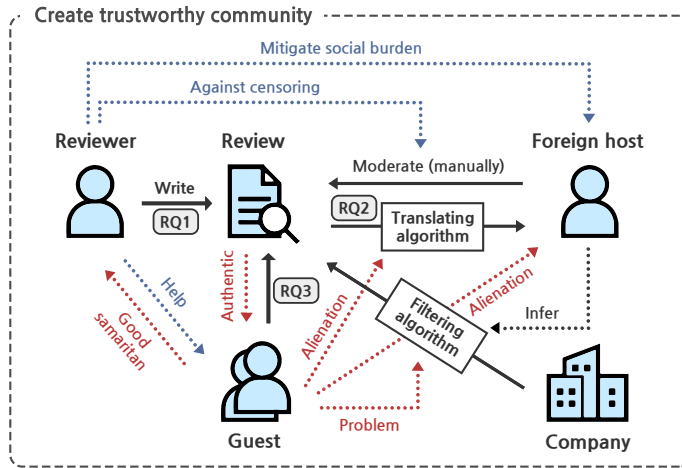 Create trustworthy community
Mitigate social burden
Against censoring
Reviewer
Review
Foreign host
Moderate (manually)
Write
RQ1
RQ2
Translating
algorithm
Authentic
RQ3
Help
Good
samaritan
Alienation
Alienation
Filtering
algorithm
Infer
Problem
Guest
Company